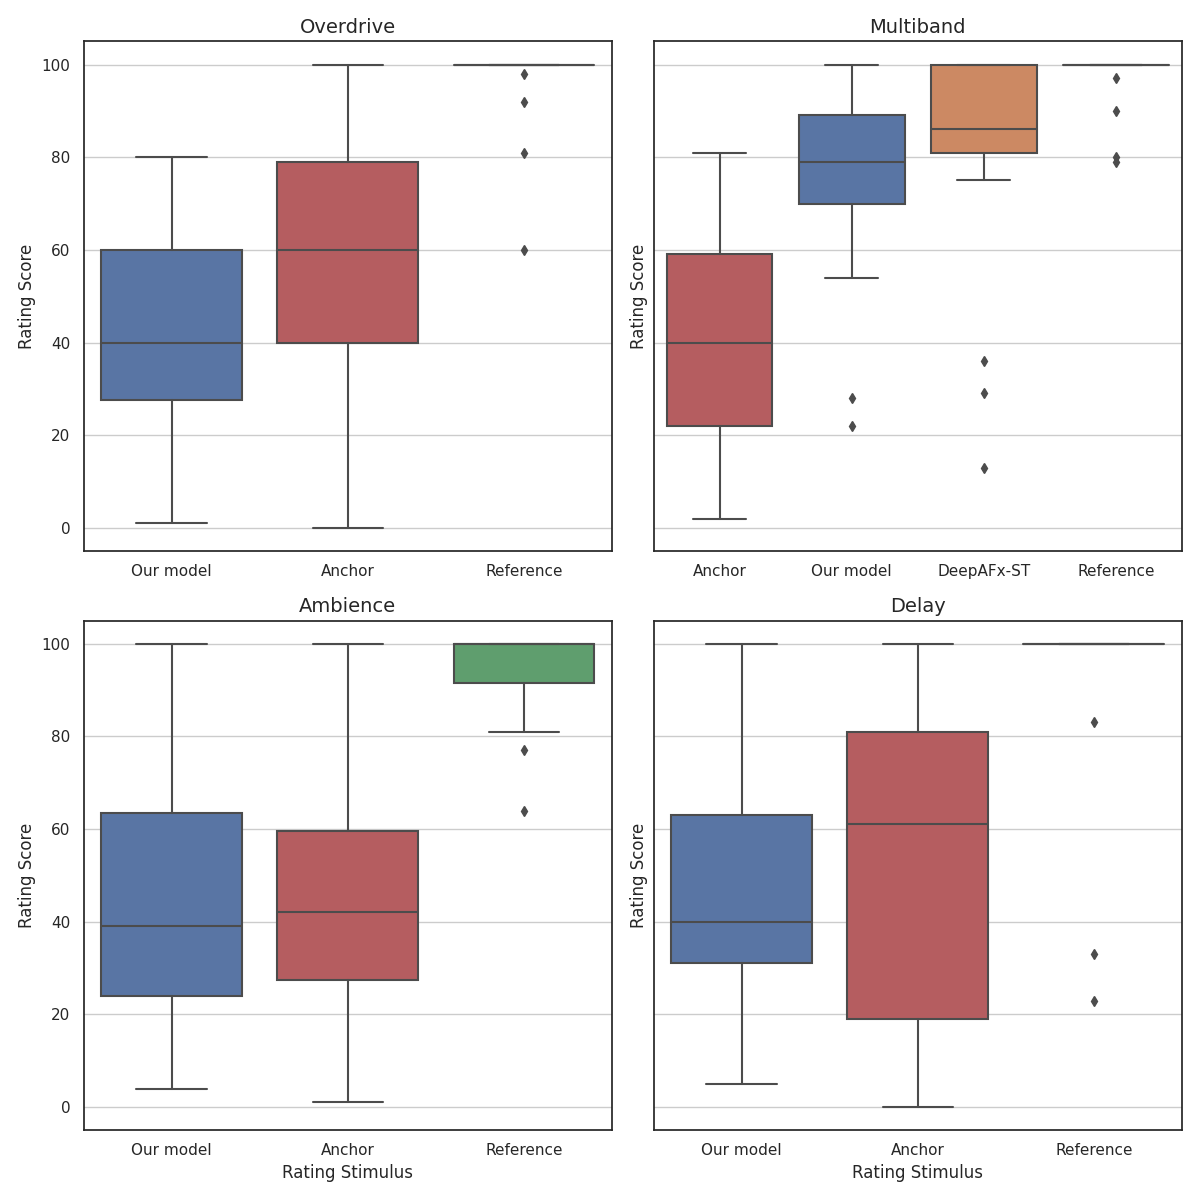 Overdrive
Rating Score
100
80
60
40
20
0
Our model
Anchor
Reference
Multiband
Rating Score
Anchor
Our model
DeepAFx-ST
Reference
Ambience
Rating Score
100
80
60
40
20
0
Our model
Anchor
Reference
Rating Stimulus
Delay
Rating Score
Our model
Anchor
Reference
Rating Stimulus